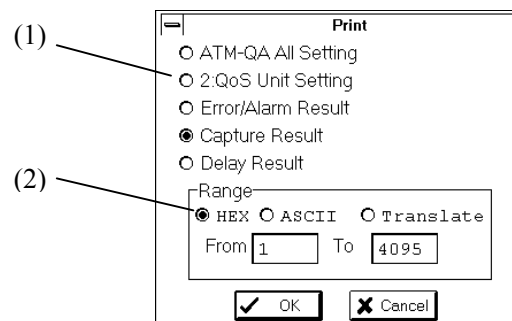 Print
(1)
ATM-QA All Setting
2:QoS Unit Setting
Error/Alarm Result
Capture Result
Delay Result
(2)
Range
HEX ASCII Translate
From 1 To 4095
OK Cancel